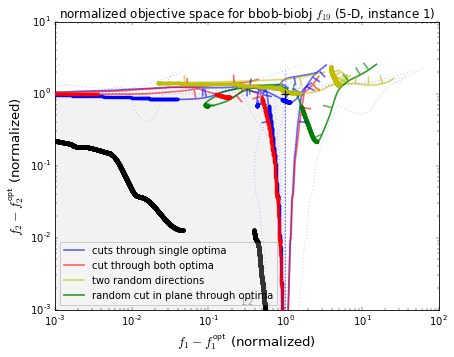 normalized objective space for bbob-biobj f₁₉ (5-D, instance 1)
f₂ − f₂ᵒᵖᵗ (normalized)
10¹
10⁰
10⁻¹
10⁻²
10⁻³
cuts through single optima
cut through both optima
two random directions
random cut in plane through optima
10⁻³ 10⁻² 10⁻¹ 10⁰ 10¹ 10²
f₁ − f₁ᵒᵖᵗ (normalized)